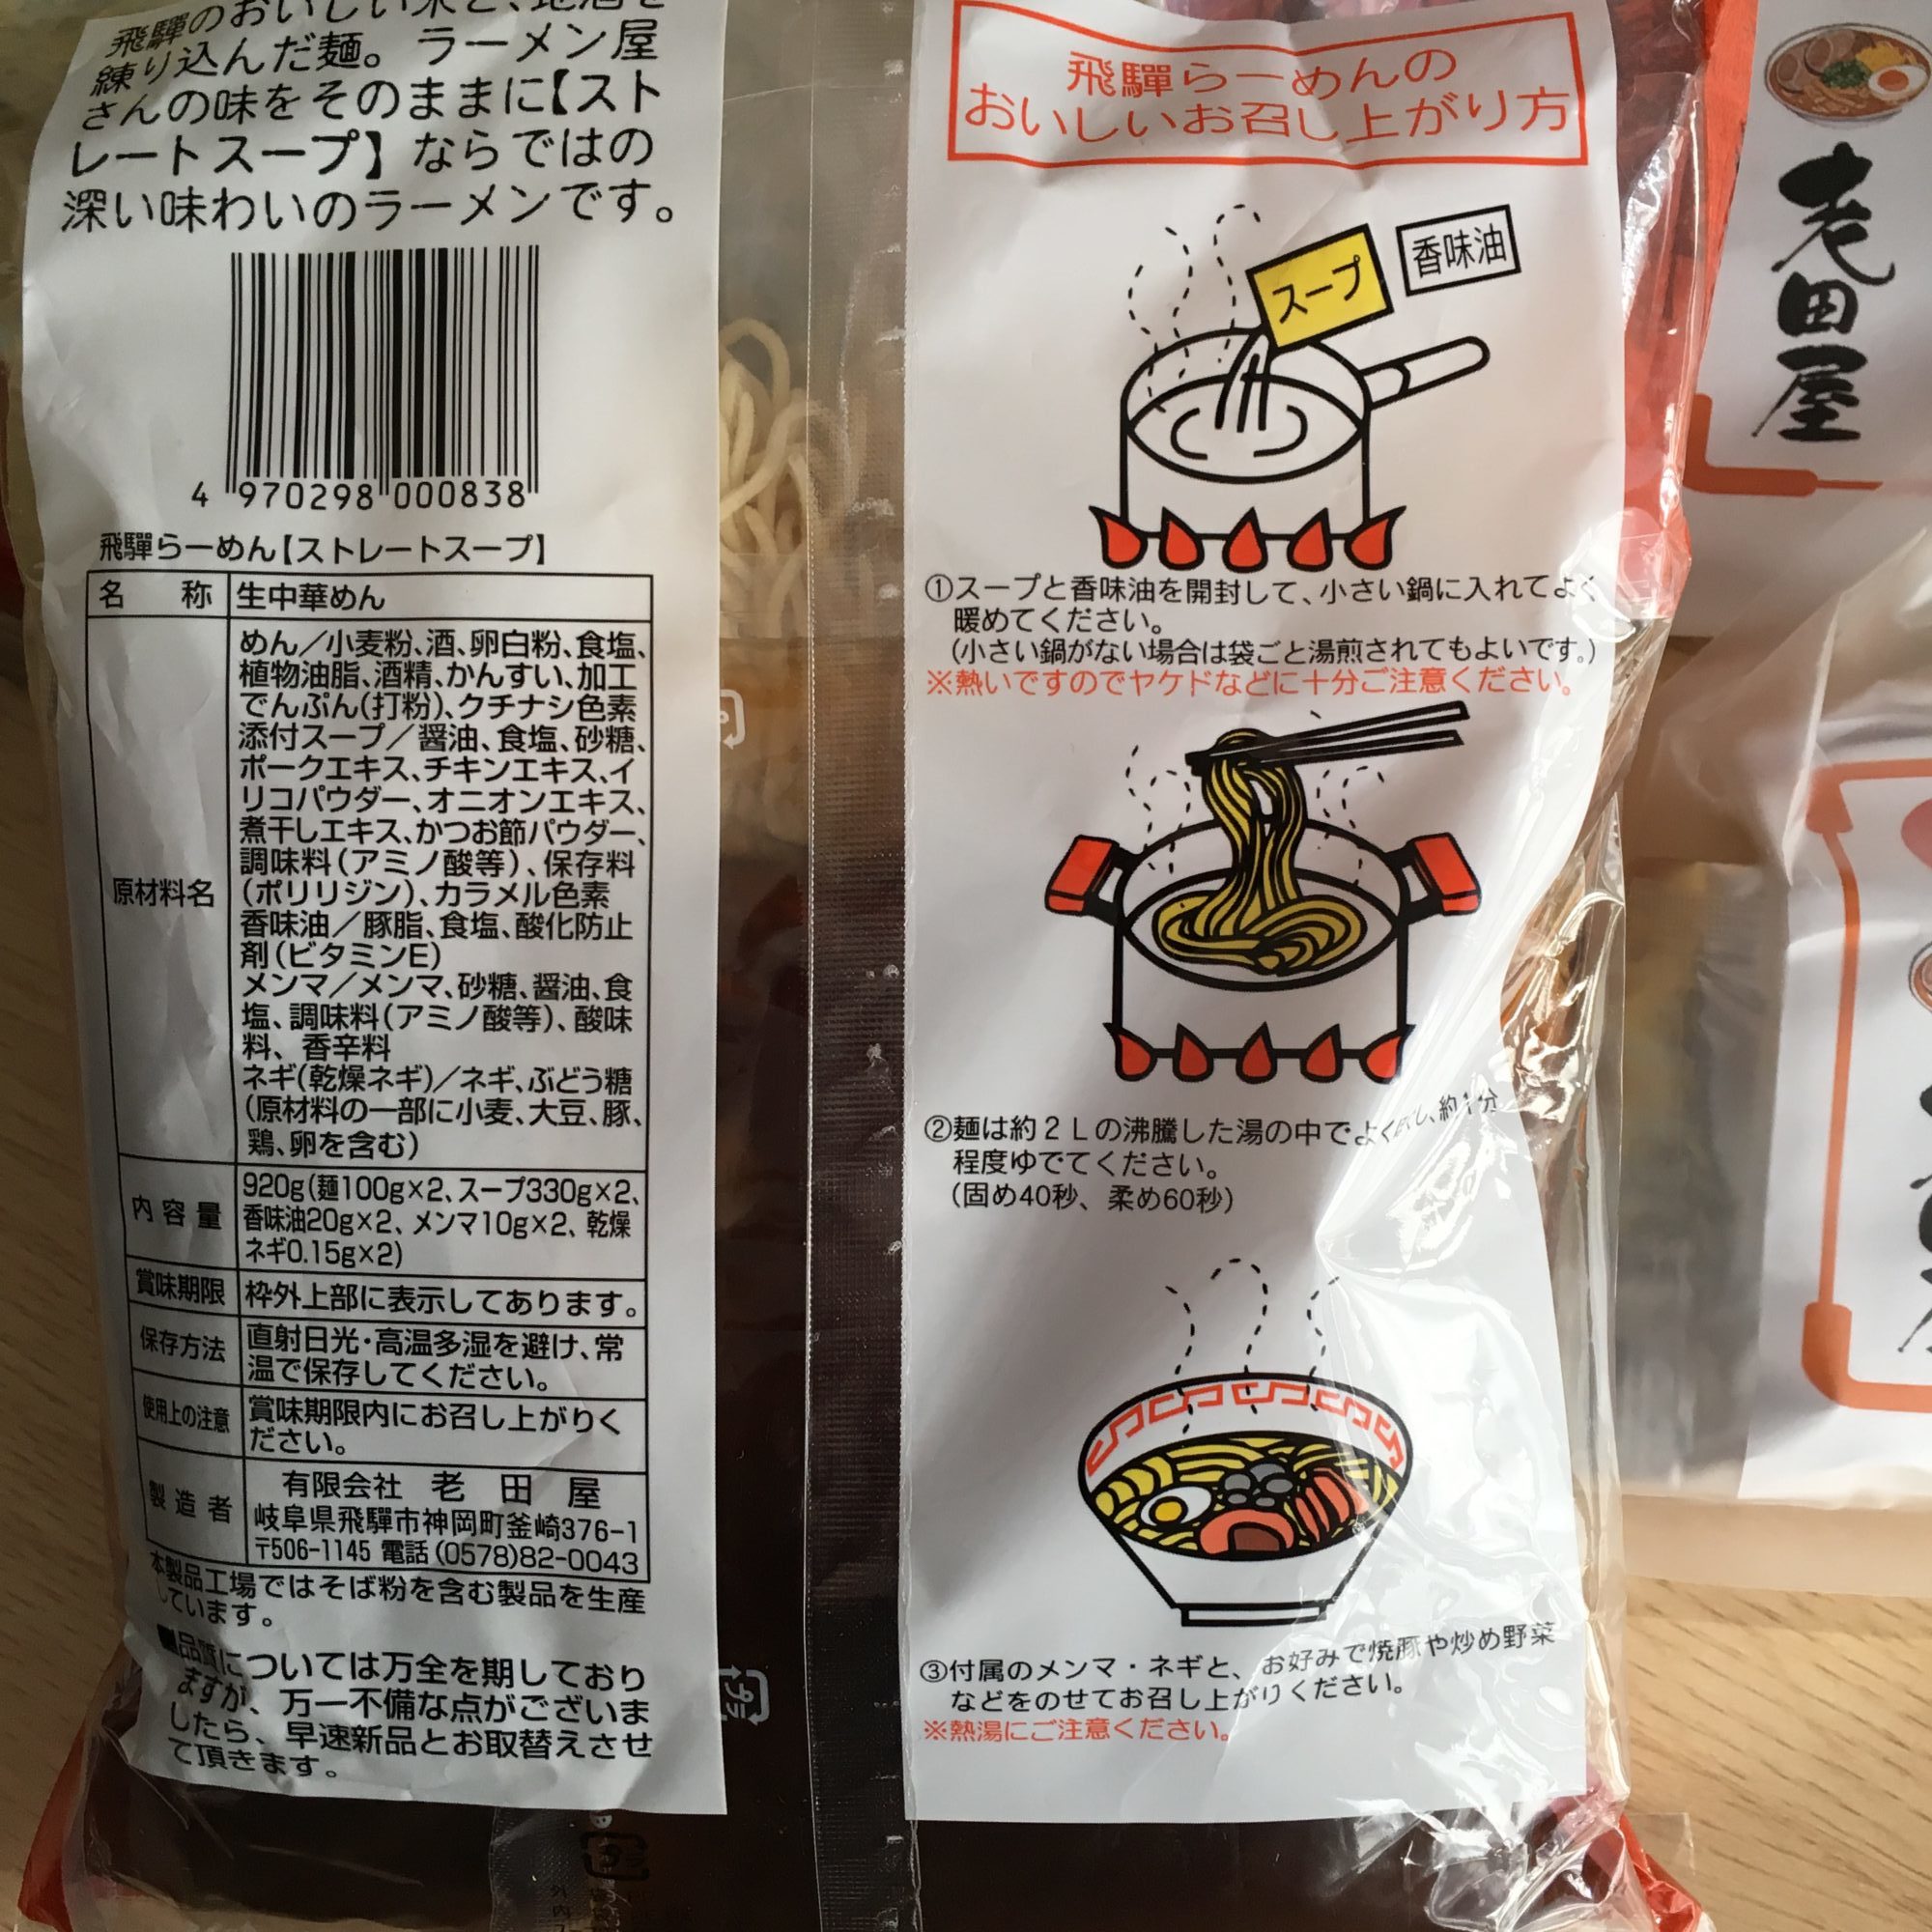 飛驒のおいしい
練り込んだ麺。ラーメン屋
さんの味をそのままに【スト
レートスープ】ならではの
深い味わいのラーメンです。
4 970298 000838
飛驒らーめん【ストレートスープ】
名 称 生中華めん
原材料名
めん／小麦粉、酒、卵白粉、食塩、
植物油脂、酒精、かんすい、加工
でんぷん(打粉)、クチナシ色素
添付スープ／醤油、食塩、砂糖、
ポークエキス、チキンエキス、イ
リコパウダー、オニオンエキス、
煮干しエキス、かつお節パウダー、
調味料(アミノ酸等)、保存料
(ポリリジン)、カラメル色素
香味油／豚脂、食塩、酸化防止
剤(ビタミンE)
メンマ／メンマ、砂糖、醤油、食
塩、調味料(アミノ酸等)、酸味
料、香辛料
ネギ(乾燥ネギ)／ネギ、ぶどう糖
(原材料の一部に小麦、大豆、豚、
鶏、卵を含む)
内容量
920g(麺100g×2、スープ330g×2、
香味油20g×2、メンマ10g×2、乾燥
ネギ0.15g×2)
賞味期限 枠外上部に表示してあります。
保存方法
直射日光・高温多湿を避け、常
温で保存してください。
使用上の注意
賞味期限内にお召し上がりく
ださい。
製造者
有限会社 老田屋
岐阜県飛驒市神岡町釜崎376-1
〒506-1145 電話(0578)82-0043
本製品工場ではそば粉を含む製品を生産
しています。
■品質については万全を期しており
ますが、万一不備な点がございま
したら、早速新品とお取替えさせ
て頂きます。
飛驒らーめんの
おいしいお召し上がり方
スープ
香味油
①スープと香味油を開封して、小さい鍋に入れてよく
暖めてください。
(小さい鍋がない場合は袋ごと湯煎されてもよいです。)
※熱いですのでヤケドなどに十分ご注意ください。
②麺は約2Lの沸騰した湯の中でよく し、約1分
程度ゆでてください。
(固め40秒、柔め60秒)
③付属のメンマ・ネギと、お好みで焼豚や炒め野菜
などをのせてお召し上がりください。
※熱湯にご注意ください。
老田屋
プラ